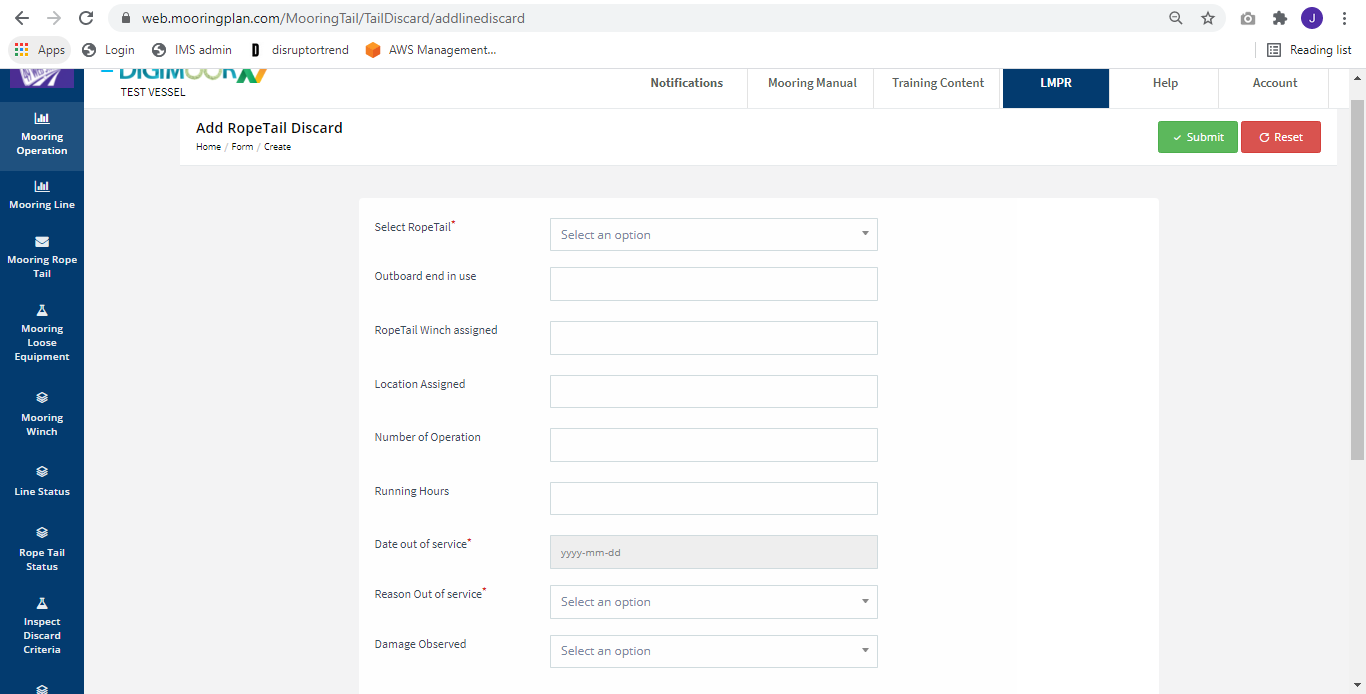 web.mooringplan.com/MooringTail/TailDiscard/addlinediscard
J
Apps
Login
IMS admin
D
disruptortrend
AWS Management...
Reading list
DIGIMOOR X7
TEST VESSEL
Notifications
Mooring Manual
Training Content
LMPR
Help
Account
Add RopeTail Discard
Home / Form / Create
Submit
Reset
Mooring
Operation
Mooring Line
Mooring Rope
Tail
Mooring
Loose
Equipment
Mooring
Winch
Line Status
Rope Tail
Status
Inspect
Discard
Criteria
Select RopeTail*
Select an option
Outboard end in use
RopeTail Winch assigned
Location Assigned
Number of Operation
Running Hours
Date out of service*
yyyy-mm-dd
Reason Out of service*
Select an option
Damage Observed
Select an option